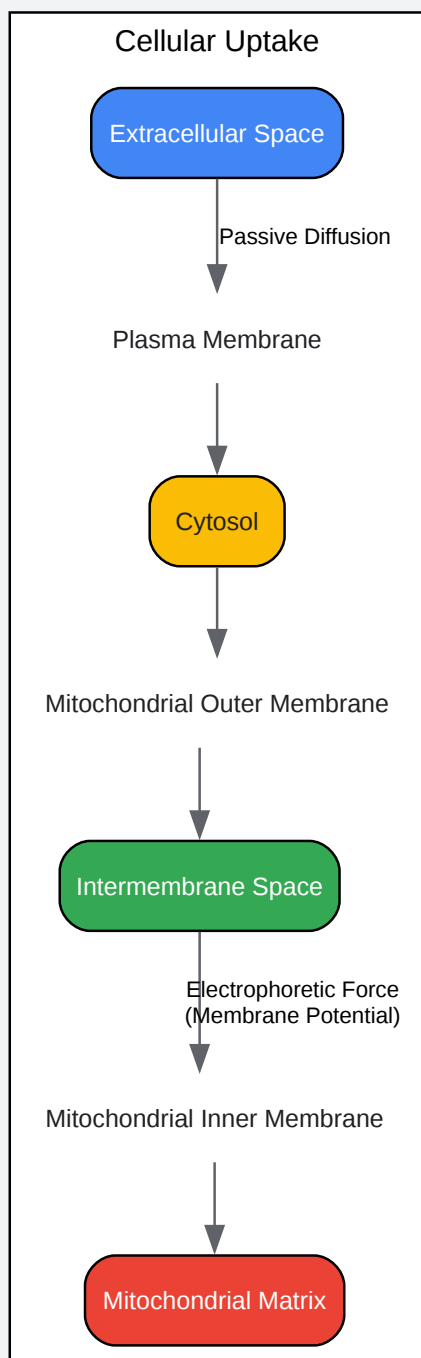 Cellular Uptake
Extracellular Space
Passive Diffusion
Plasma Membrane
Cytosol
Mitochondrial Outer Membrane
Intermembrane Space
Electrophoretic Force
(Membrane Potential)
Mitochondrial Inner Membrane
Mitochondrial Matrix